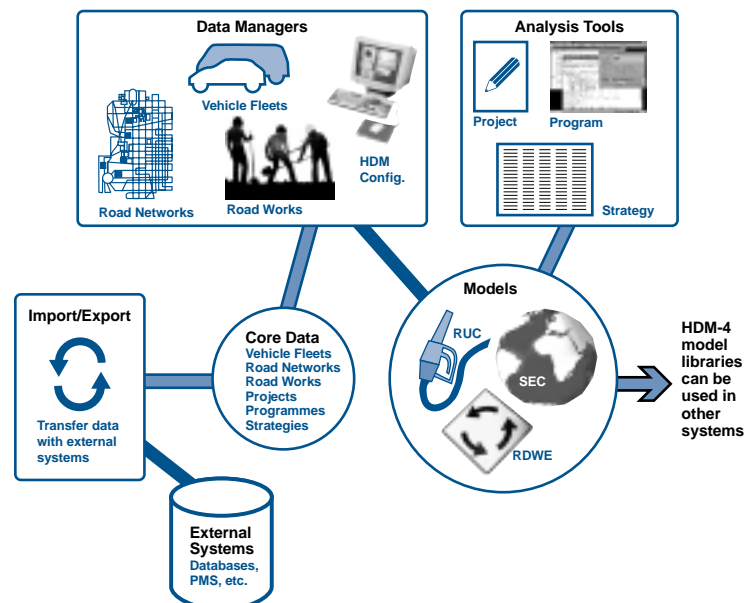 Data Managers
Vehicle Fleets
HDM
Config.
Road Networks
Road Works
Analysis Tools
Project
Program
Strategy
Import/Export
Transfer data
with external
systems
Core Data
Vehicle Fleets
Road Networks
Road Works
Projects
Programmes
Strategies
Models
RUC
SEC
RDWE
HDM-4
model
libraries
can be
used in
other
systems
External
Systems
Databases,
PMS, etc.